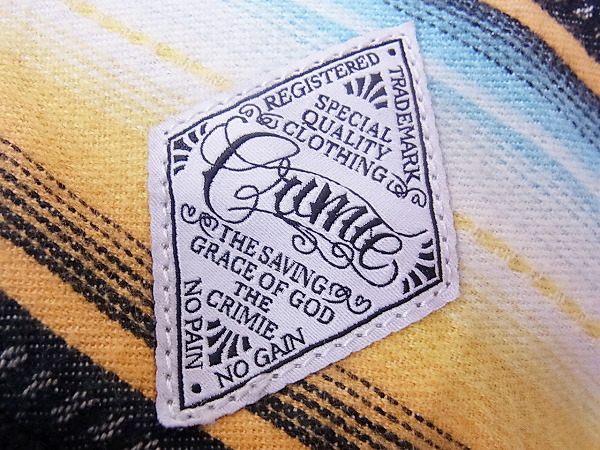 REGISTERED
TRADEMARK
SPECIAL
QUALITY
CLOTHING
Crimie
THE SAVING
GRACE OF GOD
THE
CRIMIE.
NO PAIN
NO GAIN